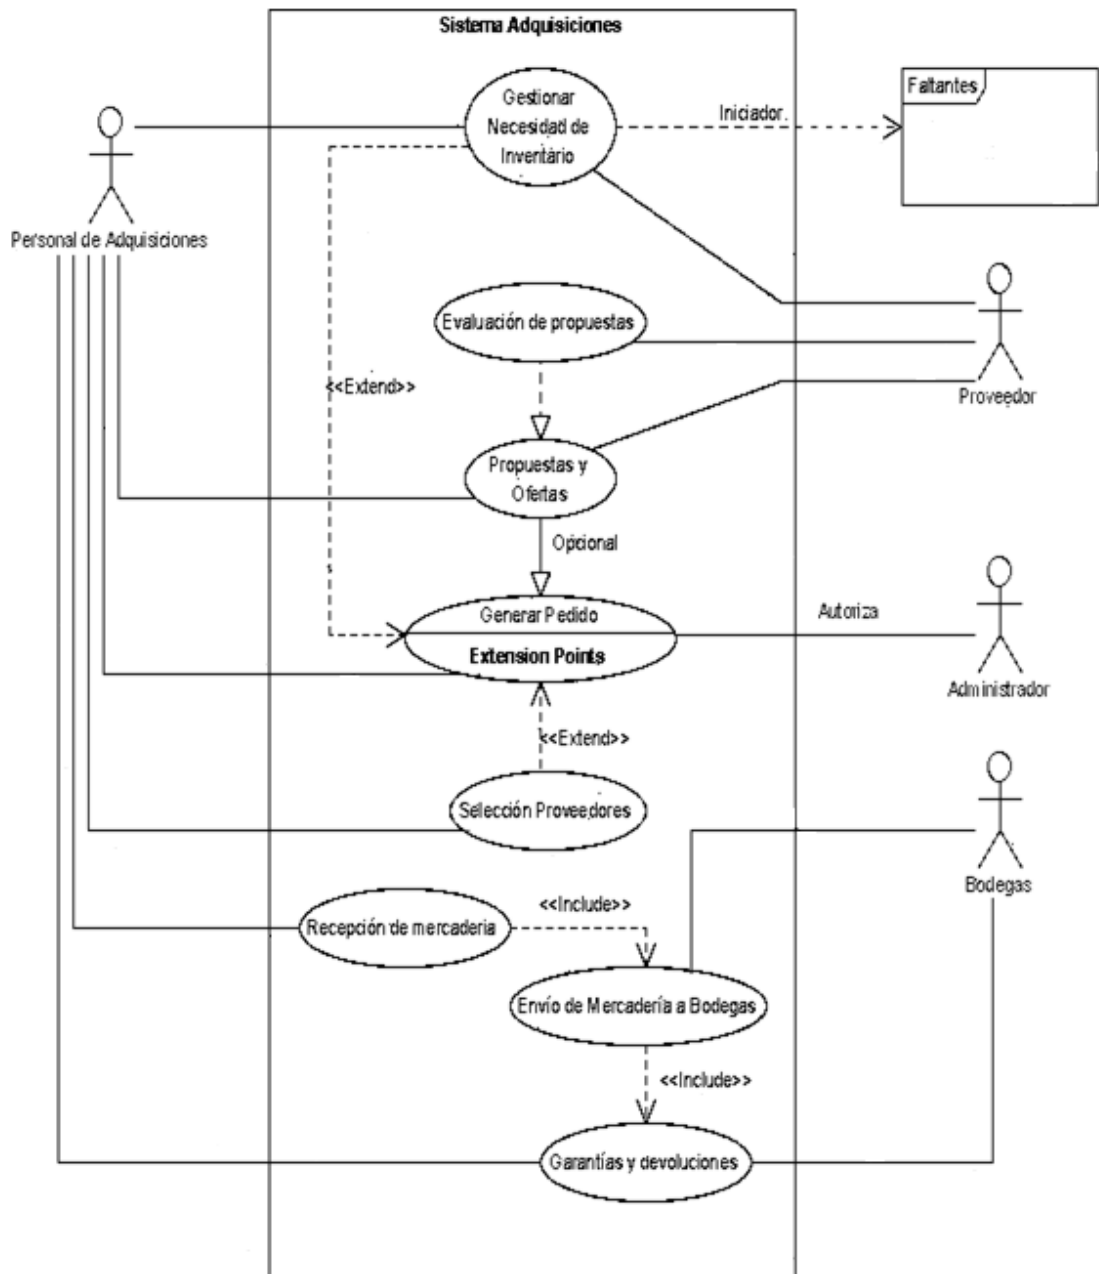 Sistema Adquisiciones
Gestionar
Necesidad de
Inventario
Iniciador.
Faltantes
Personal de Adquisiciones
Evaluación de propuestas
<<Extend>>
Proveedor
Propuestas y
Ofertas
Opcional
Generar Pedido
Extension Points
Autoriza
Administrador
<<Extend>>
Selección Proveedores
Bodegas
Recepción de mercaderia
<<Include>>
Envío de Mercadería a Bodegas
<<Include>>
Garantías y devoluciones